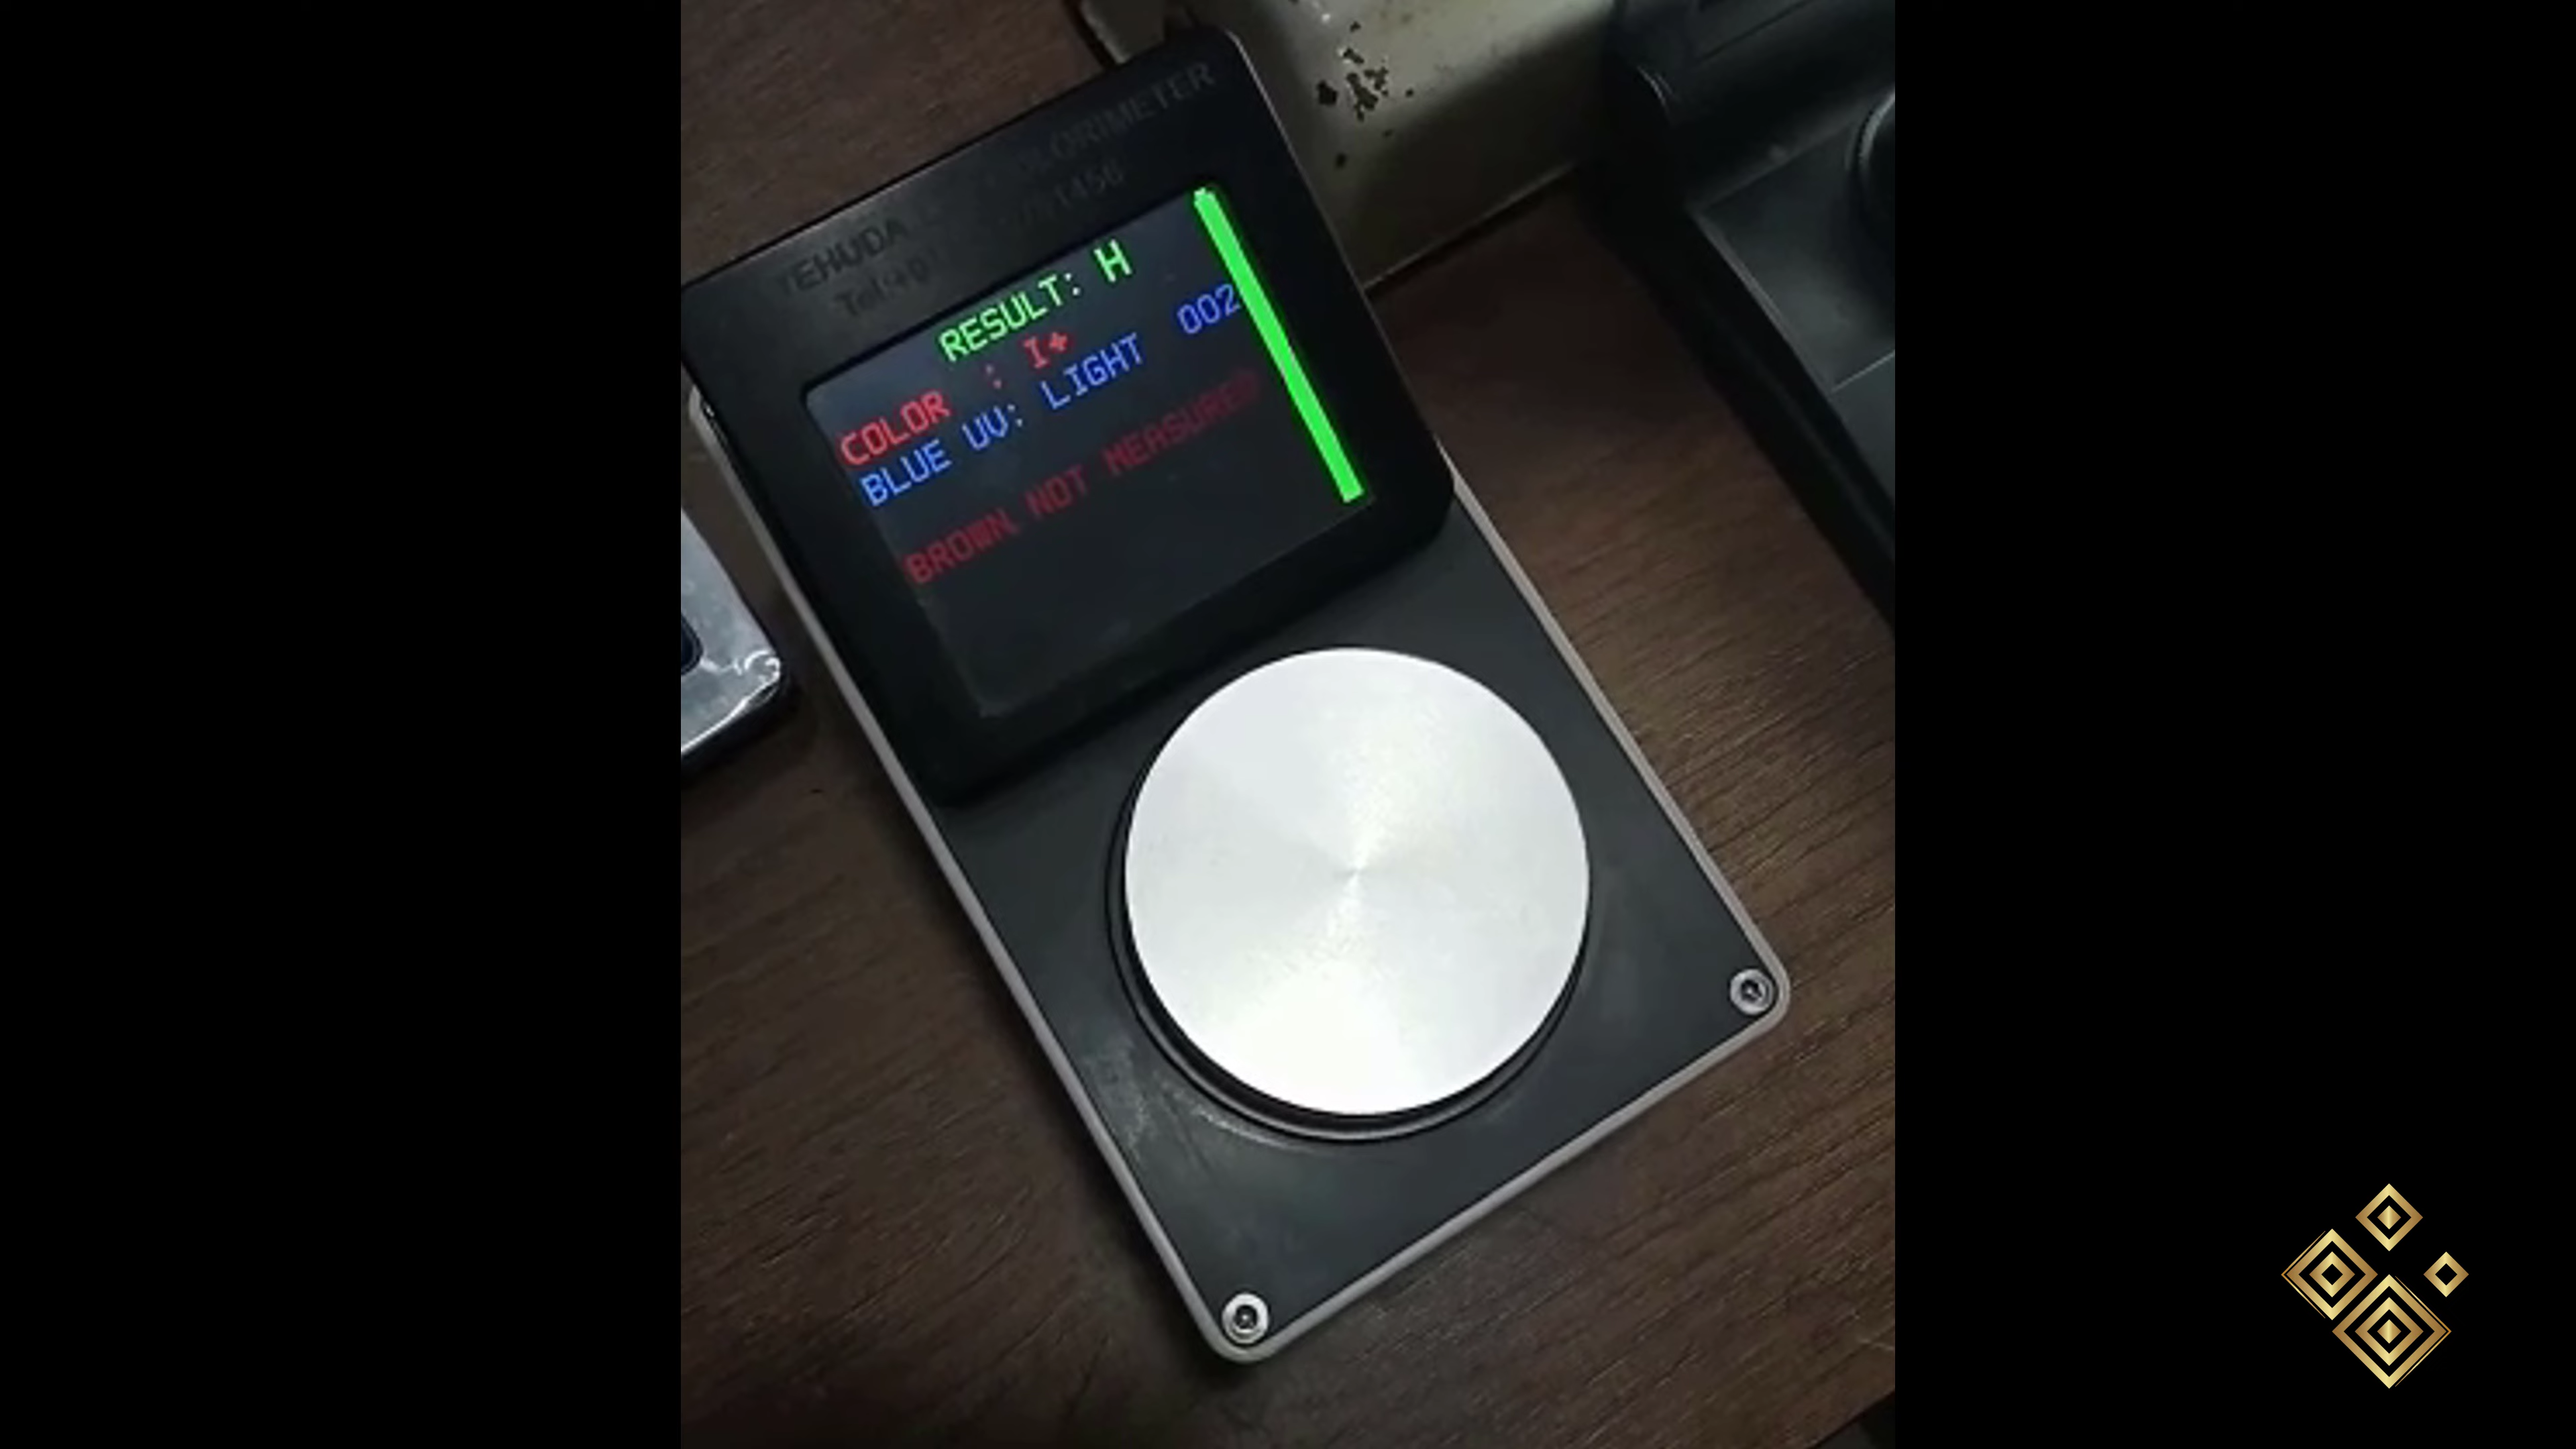 YEHUDA COLORIMETER
RESULT: H
COLOR : I+
BLUE UV: LIGHT 002
BROWN NOT MEASURED